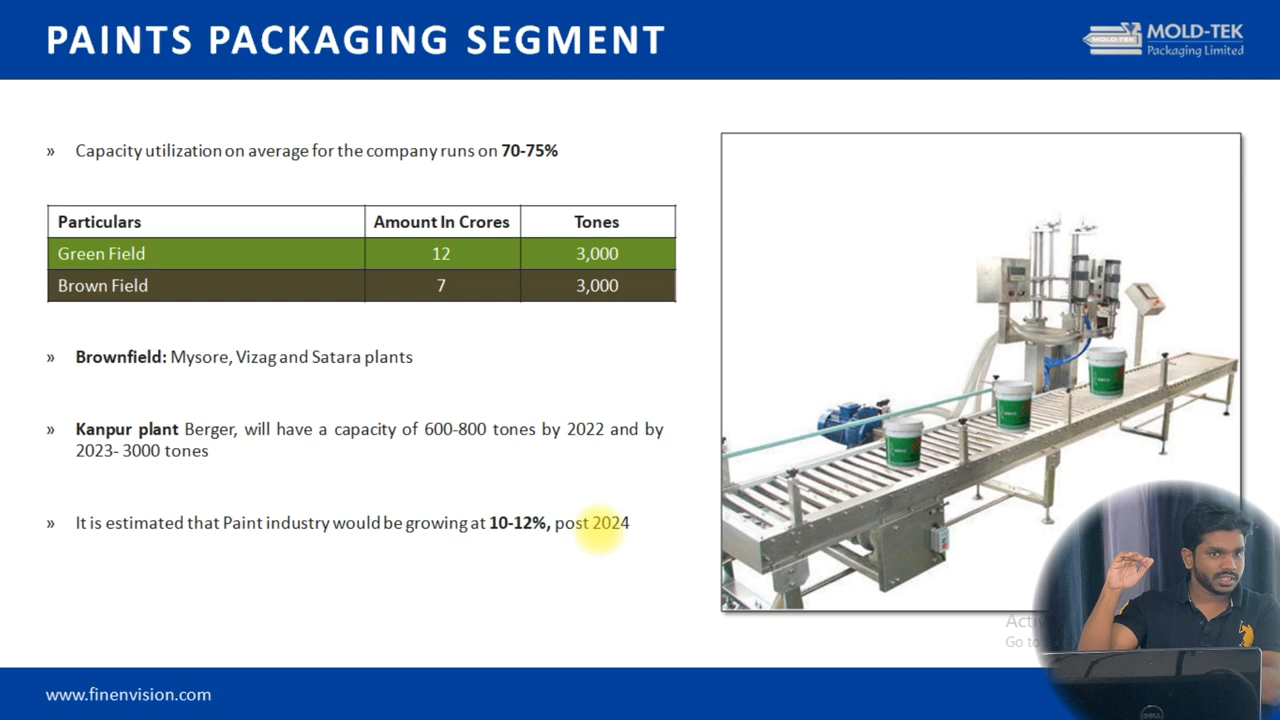 PAINTS PACKAGING SEGMENT
MOLD-TEK
Packaging Limited
» Capacity utilization on average for the company runs on 70-75%
Particulars Amount In Crores Tones
Green Field 12 3,000
Brown Field 7 3,000
» Brownfield: Mysore, Vizag and Satara plants
» Kanpur plant Berger, will have a capacity of 600-800 tones by 2022 and by
2023- 3000 tones
» It is estimated that Paint industry would be growing at 10-12%, post 2024
Go to
www.finenvision.com
DELL